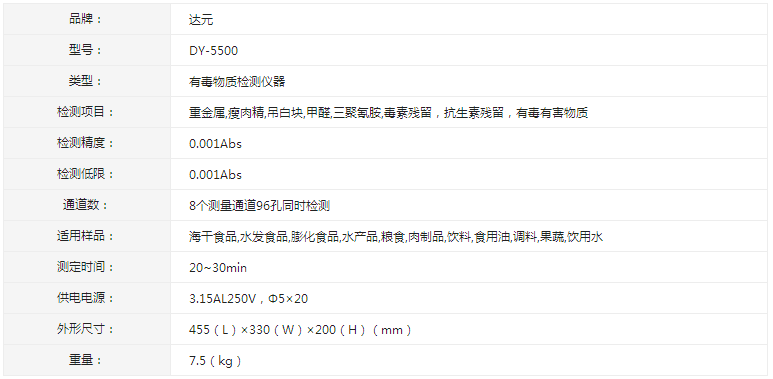 品牌： 达元
型号： DY-5500
类型： 有毒物质检测仪器
检测项目： 重金属,瘦肉精,吊白块,甲醛,三聚氰胺,毒素残留，抗生素残留，有毒有害物质
检测精度： 0.001Abs
检测低限： 0.001Abs
通道数： 8个测量通道96孔同时检测
适用样品： 海干食品,水发食品,膨化食品,水产品,粮食,肉制品,饮料,食用油,调料,果蔬,饮用水
测定时间： 20~30min
供电电源： 3.15AL250V，Φ5×20
外形尺寸： 455（L）×330（W）×200（H）（mm）
重量： 7.5（kg）